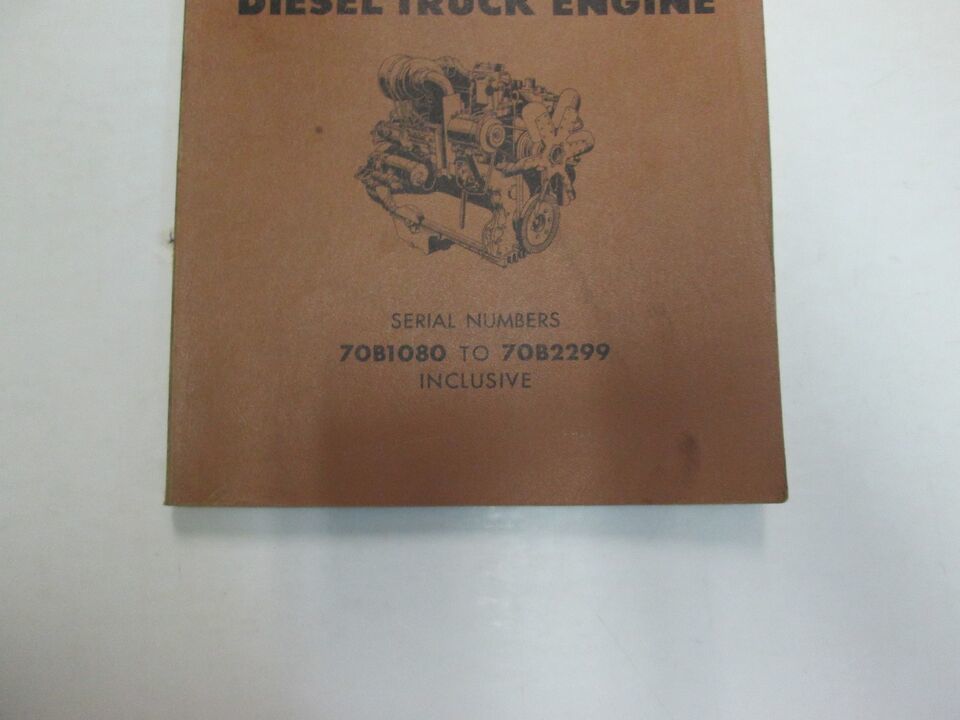 DIESEL TRUCK ENGINE
SERIAL NUMBERS
70B1080 TO 70B2299
INCLUSIVE